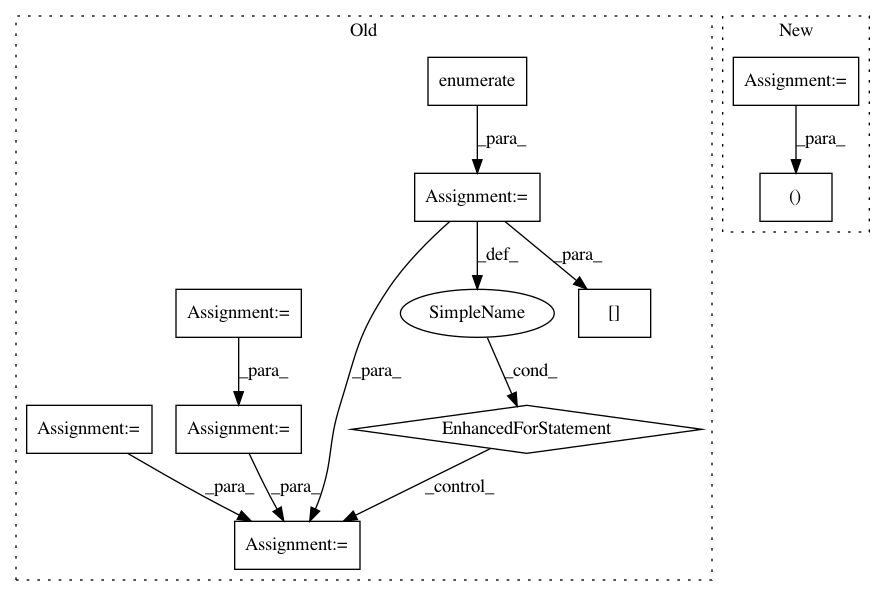 Old
New
enumerate
Assignment:=
_para_
_para_
Assignment:=
()
_def_
_para_
Assignment:=
SimpleName
[]
_para_
_para_
_cond_
Assignment:=
Assignment:=
EnhancedForStatement
_para_
_para_
_control_
Assignment:=